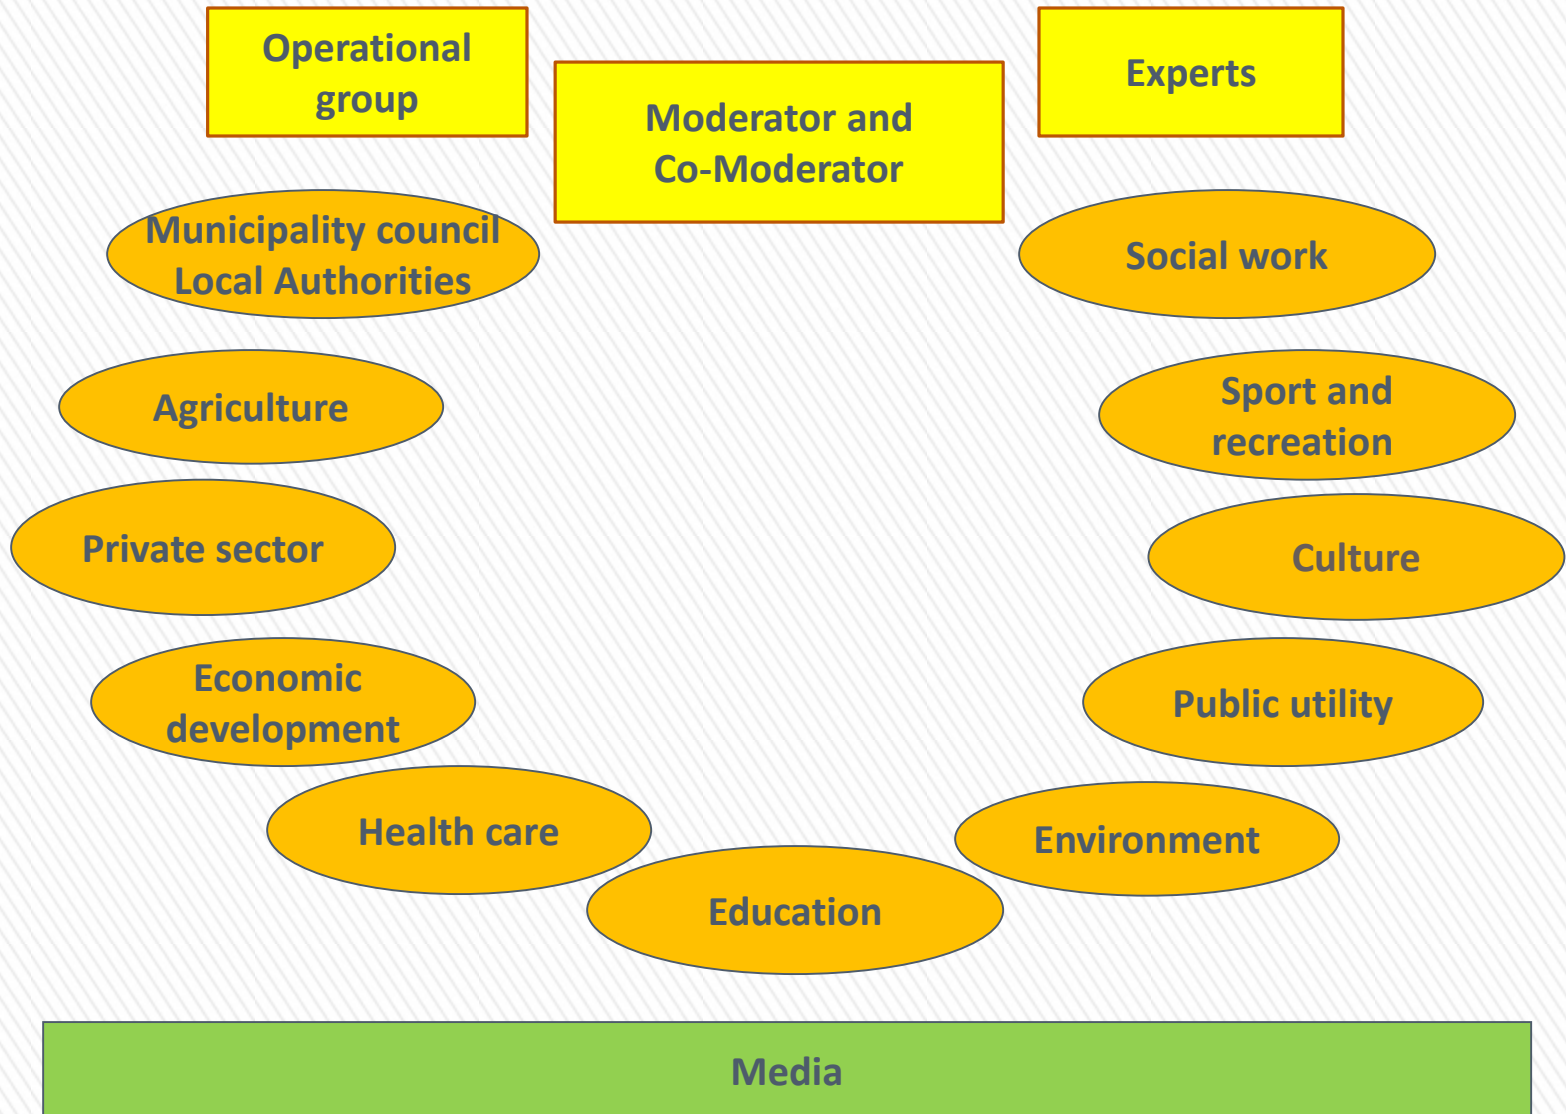 Operational
group
Moderator and
Co-Moderator
Experts
Municipality council
Local Authorities
Social work
Agriculture
Sport and
recreation
Private sector
Culture
Economic
development
Public utility
Health care
Environment
Education
Media